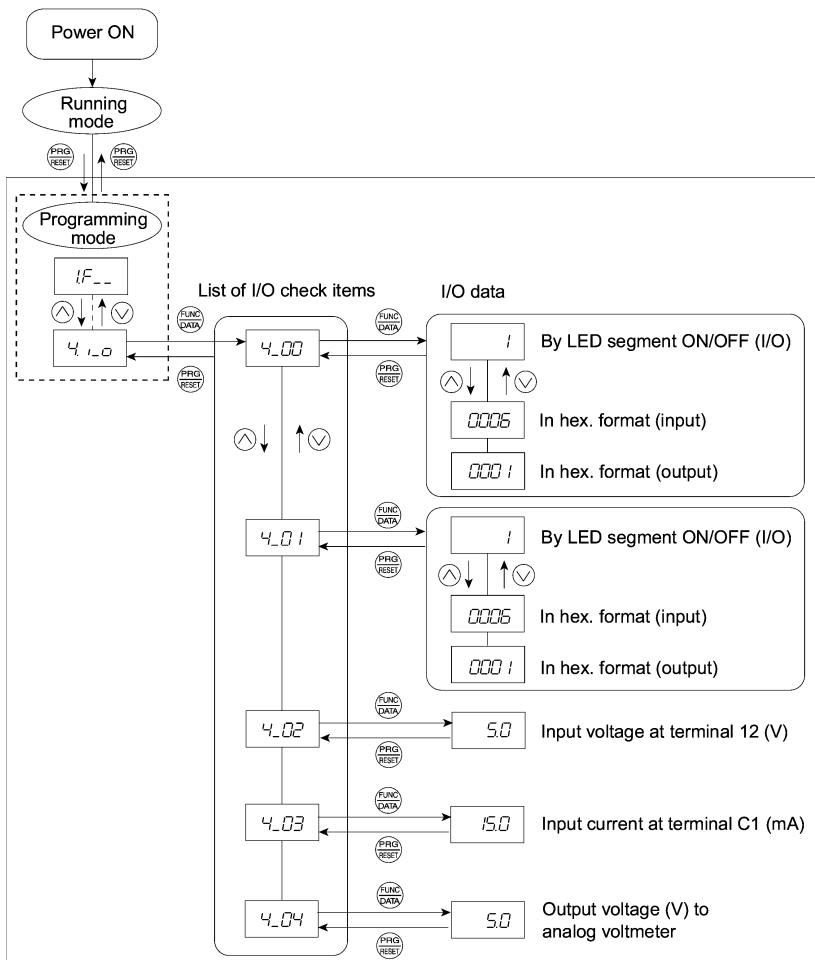 Power ON
Running
mode
PRG
RESET
PRG
RESET
Programming
mode
1.F__
4.i_o
FUNC
DATA
PRG
RESET
List of I/O check items
I/O data
4_00
FUNC
DATA
PRG
RESET
1
By LED segment ON/OFF (I/O)
0006
In hex. format (input)
0001
In hex. format (output)
4_01
FUNC
DATA
PRG
RESET
1
By LED segment ON/OFF (I/O)
0006
In hex. format (input)
0001
In hex. format (output)
4_02
FUNC
DATA
PRG
RESET
5.0
Input voltage at terminal 12 (V)
4_03
FUNC
DATA
PRG
RESET
15.0
Input current at terminal C1 (mA)
4_04
FUNC
DATA
PRG
RESET
5.0
Output voltage (V) to
analog voltmeter